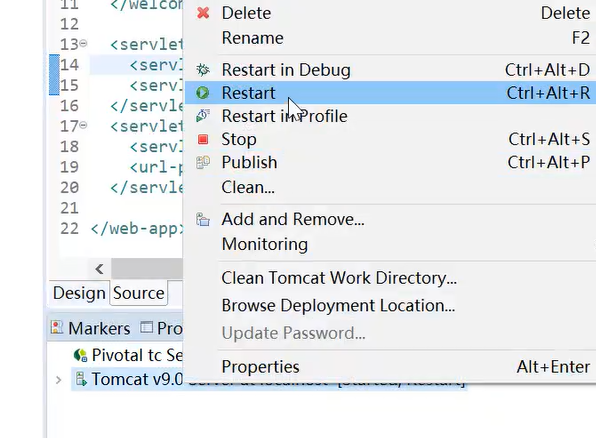 11 </welcom
Delete Delete
12
Rename F2
13 <servlet
14 <serv
Restart in Debug Ctrl+Alt+D
15 <serv
Restart Ctrl+Alt+R
16 </servle
Restart in Profile
17 <servlet
18 <serv
Stop Ctrl+Alt+S
19 <url-p
Publish Ctrl+Alt+P
20 </servle
Clean...
21
22 </web-app>
Add and Remove...
Monitoring
Clean Tomcat Work Directory...
Design Source
Browse Deployment Location...
Markers Pro
Update Password...
Pivotal tc Se
Properties Alt+Enter
Tomcat v9.0 Server at localhost [Started, Restart]